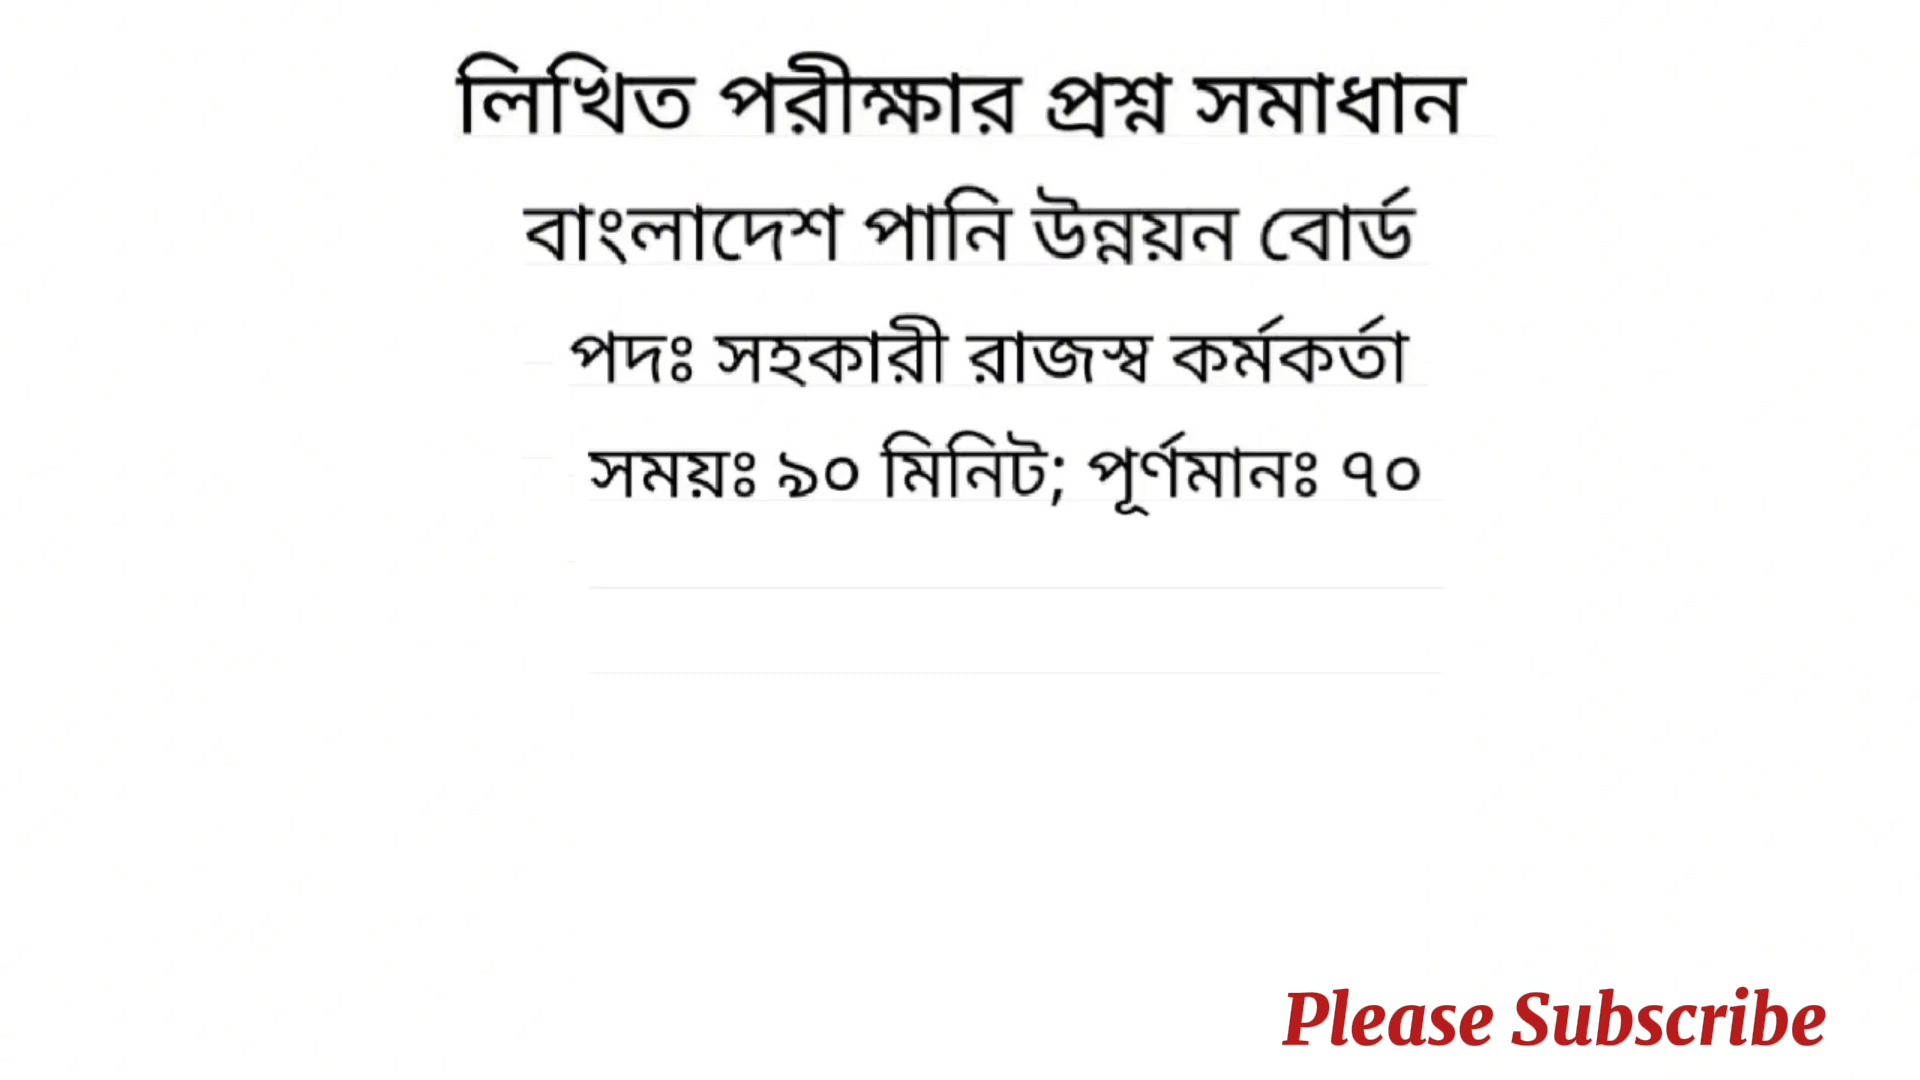 লিখিত পরীক্ষার প্রশ্ন সমাধান
বাংলাদেশ পানি উন্নয়ন বোর্ড
পদঃ সহকারী রাজস্ব কর্মকর্তা
সময়ঃ ৯০ মিনিট; পূর্ণমানঃ ৭০
Please Subscribe